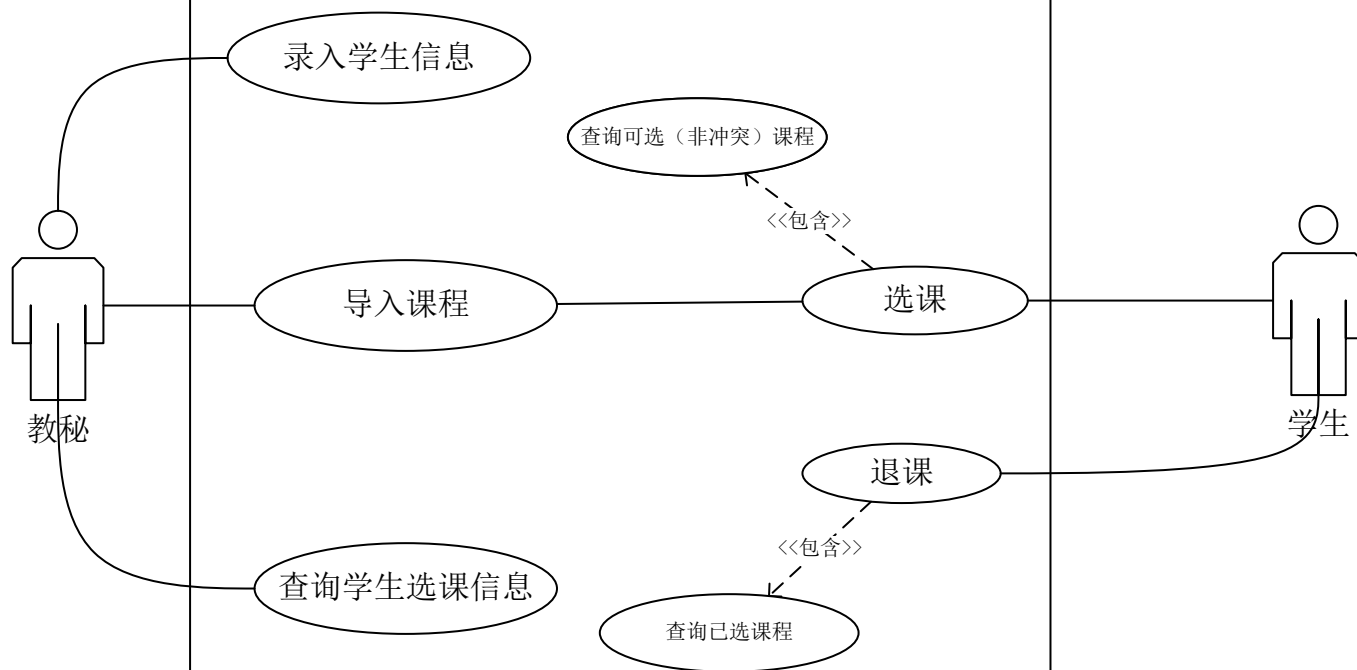 录入学生信息
查询可选（非冲突）课程
<<包含>>
导入课程
选课
教秘
学生
退课
<<包含>>
查询学生选课信息
查询已选课程